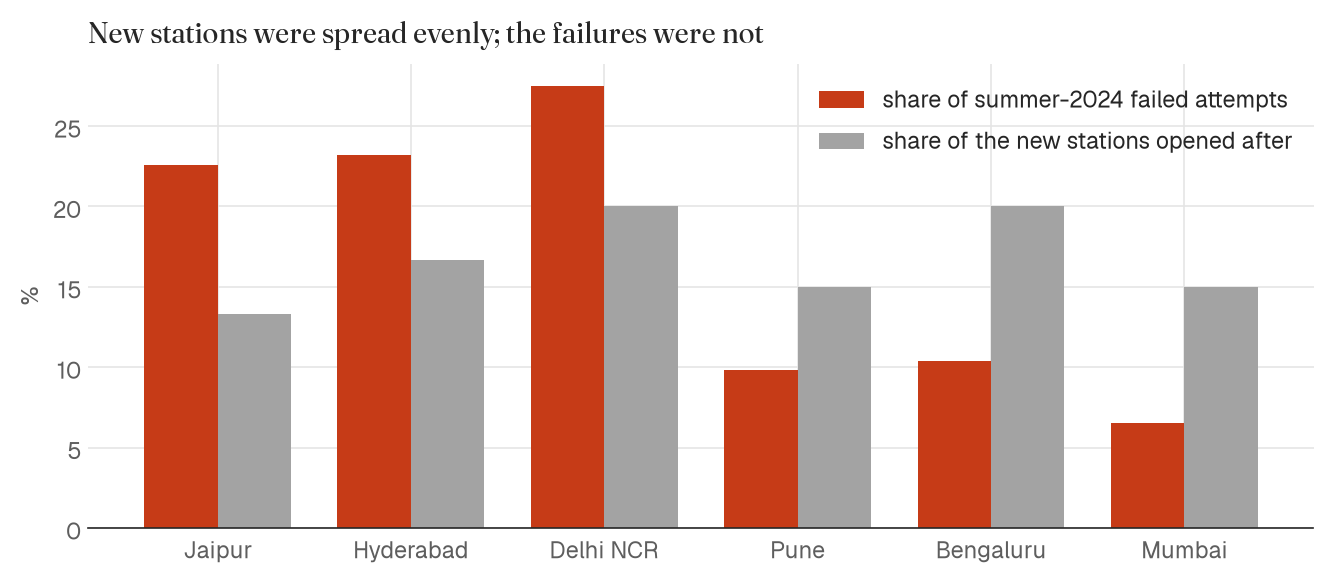 New stations were spread evenly; the failures were not
share of summer-2024 failed attempts
share of the new stations opened after
%
25
20
15
10
5
0
Jaipur
Hyderabad
Delhi NCR
Pune
Bengaluru
Mumbai